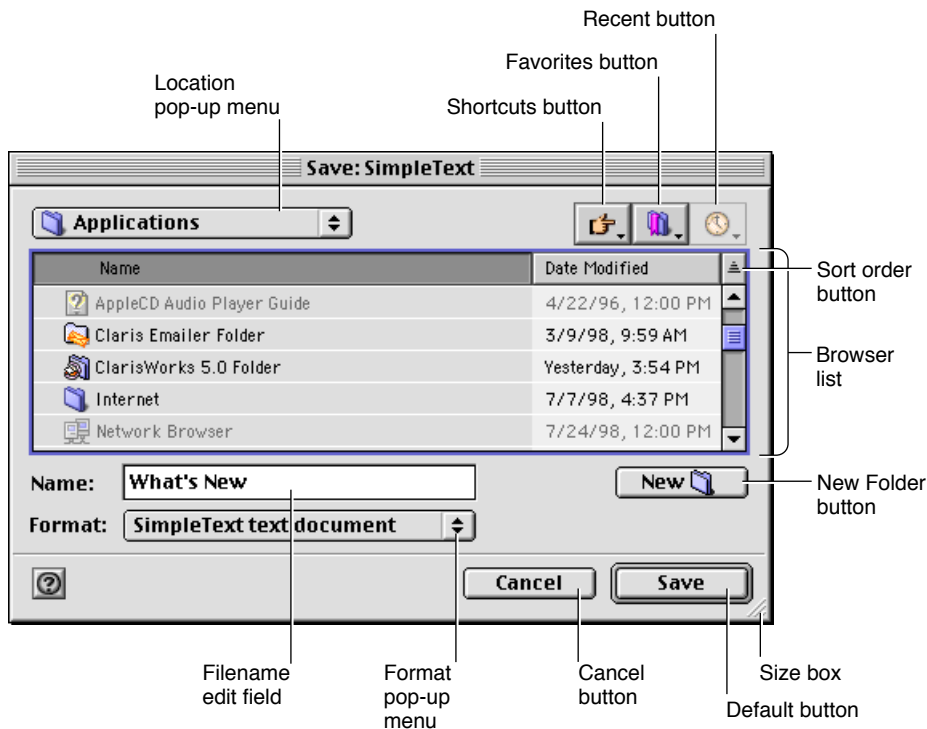 Recent button
Favorites button
Location
pop-up menu
Shortcuts button
Save: SimpleText
Applications
Name
Date Modified
Sort order
button
AppleCD Audio Player Guide
4/22/96, 12:00 PM
Claris Emailer Folder
3/9/98, 9:59 AM
ClarisWorks 5.0 Folder
Yesterday, 3:54 PM
Browser
list
Internet
7/7/98, 4:37 PM
Network Browser
7/24/98, 12:00 PM
Name:
What's New
New
New Folder
button
Format:
SimpleText text document
Cancel
Save
Filename
edit field
Format
pop-up
menu
Cancel
button
Size box
Default button